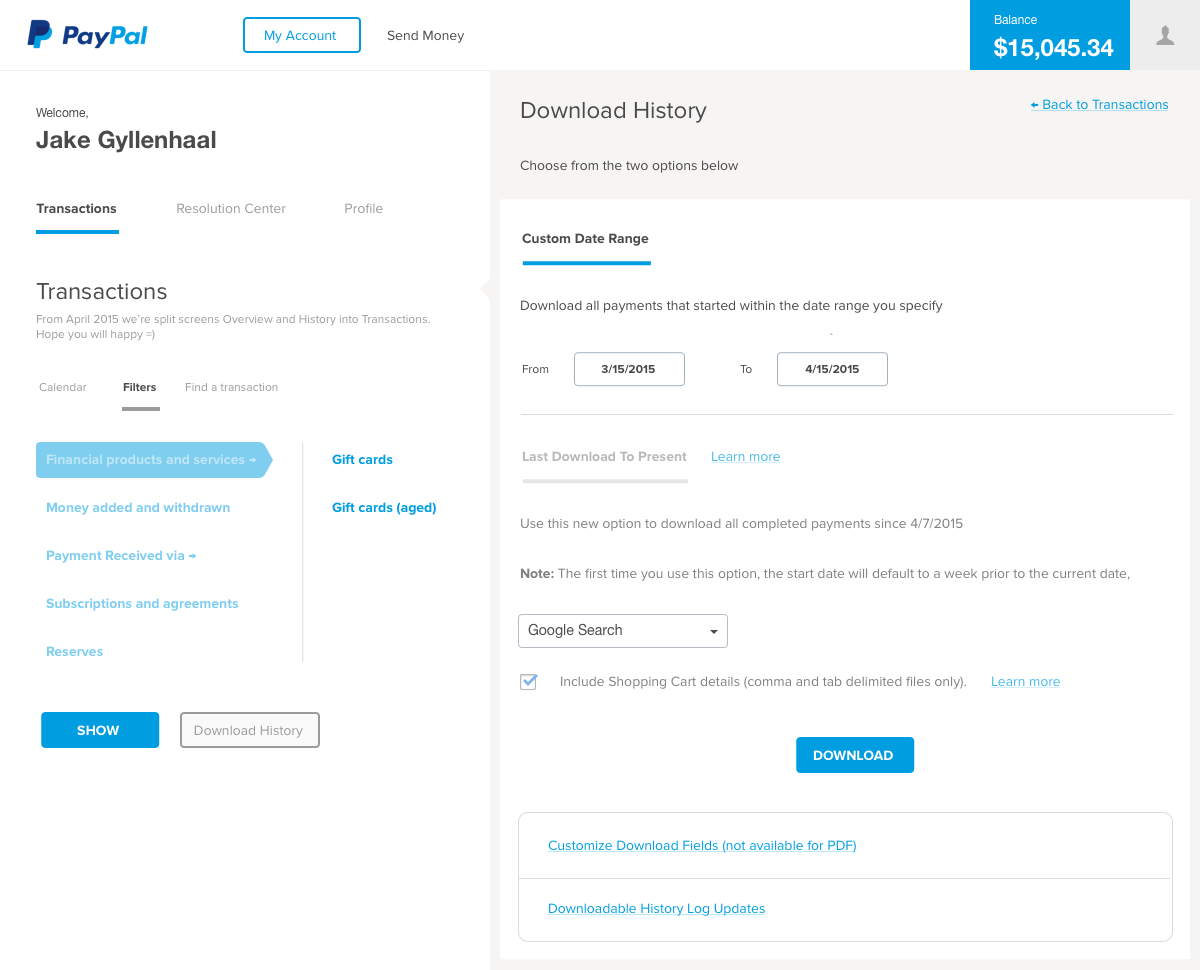 PayPal
My Account
Send Money
Balance
$15,045.34
Welcome,
Jake Gyllenhaal
Transactions
Resolution Center
Profile
Transactions
From April 2015 we're split screens Overview and History into Transactions.
Hope you will happy =)
Calendar
Filters
Find a transaction
Financial products and services →
Money added and withdrawn
Payment Received via →
Subscriptions and agreements
Reserves
Gift cards
Gift cards (aged)
SHOW
Download History
Download History
← Back to Transactions
Choose from the two options below
Custom Date Range
Download all payments that started within the date range you specify
From
3/15/2015
To
4/15/2015
Last Download To Present
Learn more
Use this new option to download all completed payments since 4/7/2015
Note: The first time you use this option, the start date will default to a week prior to the current date,
Google Search
Include Shopping Cart details (comma and tab delimited files only).
Learn more
DOWNLOAD
Customize Download Fields (not available for PDF)
Downloadable History Log Updates